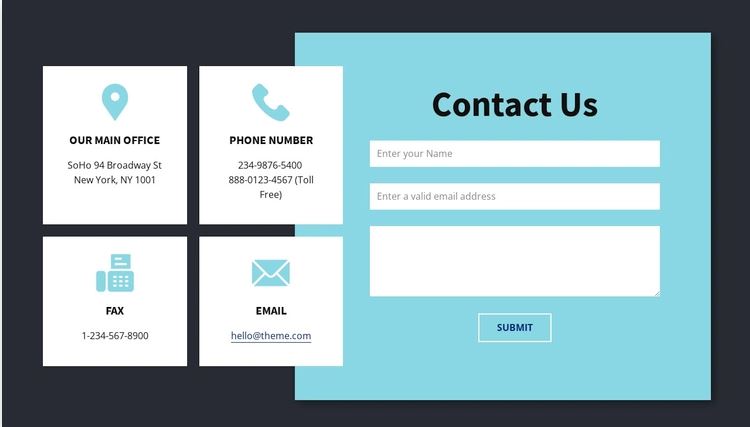 OUR MAIN OFFICE
SoHo 94 Broadway St
New York, NY 1001
PHONE NUMBER
234-9876-5400
888-0123-4567 (Toll
Free)
FAX
1-234-567-8900
EMAIL
hello@theme.com
Contact Us
Enter your Name
Enter a valid email address
SUBMIT